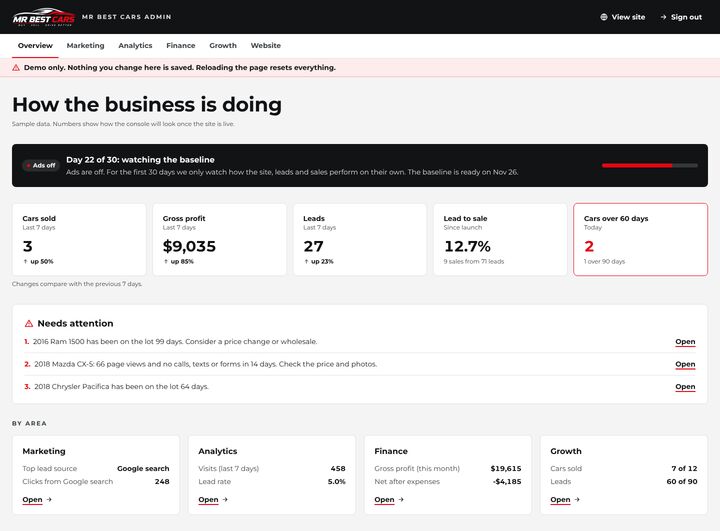 MR BEST CARS
BUY SELL DRIVE BETTER
MR BEST CARS ADMIN
View site
Sign out
Overview
Marketing
Analytics
Finance
Growth
Website
Demo only. Nothing you change here is saved. Reloading the page resets everything.
How the business is doing
Sample data. Numbers show how the console will look once the site is live.
Ads off
Day 22 of 30: watching the baseline
Ads are off. For the first 30 days we only watch how the site, leads and sales perform on their own. The baseline is ready on Nov 26.
Cars sold
Last 7 days
3
↑ up 50%
Gross profit
Last 7 days
$9,035
↑ up 85%
Leads
Last 7 days
27
↑ up 23%
Lead to sale
Since launch
12.7%
9 sales from 71 leads
Cars over 60 days
Today
2
1 over 90 days
Changes compare with the previous 7 days.
Needs attention
1. 2016 Ram 1500 has been on the lot 99 days. Consider a price change or wholesale. Open
2. 2018 Mazda CX-5: 66 page views and no calls, texts or forms in 14 days. Check the price and photos. Open
3. 2018 Chrysler Pacifica has been on the lot 64 days. Open
BY AREA
Marketing
Top lead source Google search
Clicks from Google search 248
Open →
Analytics
Visits (last 7 days) 458
Lead rate 5.0%
Open →
Finance
Gross profit (this month) $19,615
Net after expenses -$4,185
Open →
Growth
Cars sold 7 of 12
Leads 60 of 90
Open →